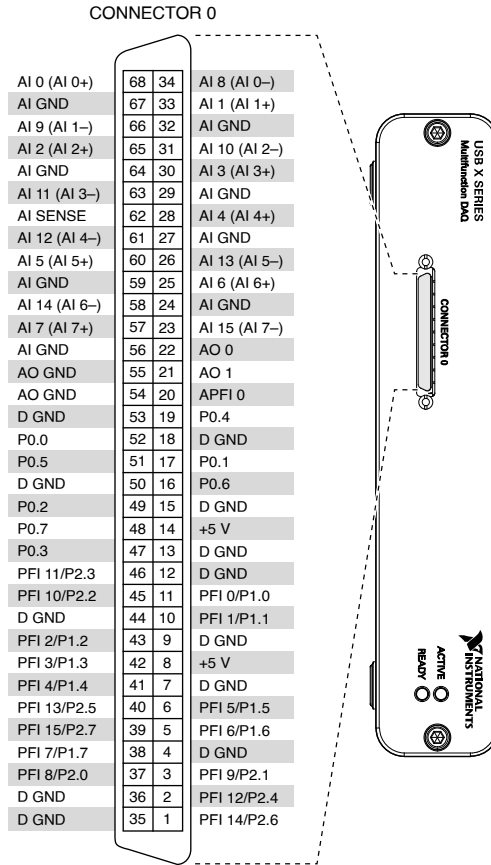 CONNECTOR 0
AI 0 (AI 0+) 68 34 AI 8 (AI 0–)
AI GND 67 33 AI 1 (AI 1+)
AI 9 (AI 1–) 66 32 AI GND
AI 2 (AI 2+) 65 31 AI 10 (AI 2–)
AI GND 64 30 AI 3 (AI 3+)
AI 11 (AI 3–) 63 29 AI GND
AI SENSE 62 28 AI 4 (AI 4+)
AI 12 (AI 4–) 61 27 AI GND
AI 5 (AI 5+) 60 26 AI 13 (AI 5–)
AI GND 59 25 AI 6 (AI 6+)
AI 14 (AI 6–) 58 24 AI GND
AI 7 (AI 7+) 57 23 AI 15 (AI 7–)
AI GND 56 22 AO 0
AO GND 55 21 AO 1
AO GND 54 20 APFI 0
D GND 53 19 P0.4
P0.0 52 18 D GND
P0.5 51 17 P0.1
D GND 50 16 P0.6
P0.2 49 15 D GND
P0.7 48 14 +5 V
P0.3 47 13 D GND
PFI 11/P2.3 46 12 D GND
PFI 10/P2.2 45 11 PFI 0/P1.0
D GND 44 10 PFI 1/P1.1
PFI 2/P1.2 43 9 D GND
PFI 3/P1.3 42 8 +5 V
PFI 4/P1.4 41 7 D GND
PFI 13/P2.5 40 6 PFI 5/P1.5
PFI 15/P2.7 39 5 PFI 6/P1.6
PFI 7/P1.7 38 4 D GND
PFI 8/P2.0 37 3 PFI 9/P2.1
D GND 36 2 PFI 12/P2.4
D GND 35 1 PFI 14/P2.6
USB X SERIES
Multifunction DAQ
CONNECTOR 0
NATIONAL
INSTRUMENTS
ACTIVE
READY